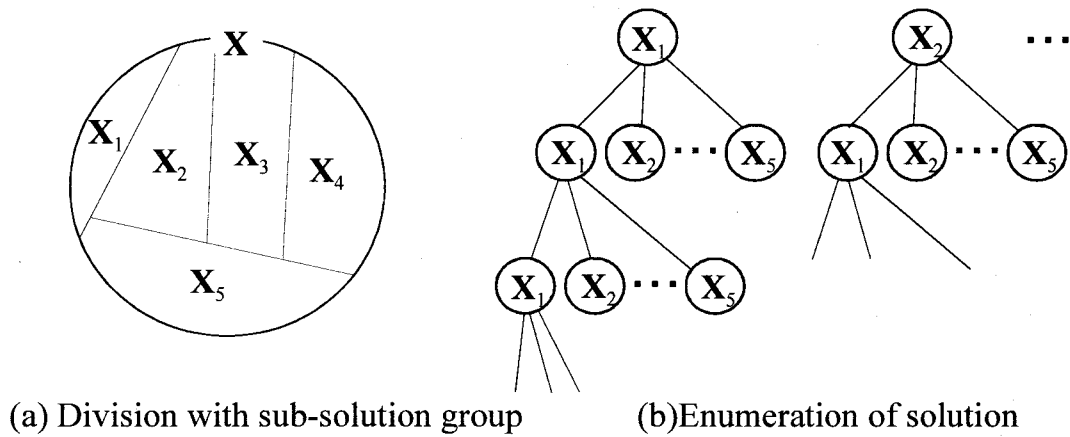 X
X₁
X₂
X₃
X₄
X₅
X₁
X₂ ...
X₁ X₂ ... X₅
X₁ X₂ ... X₅
X₁ X₂ ... X₅
(a) Division with sub-solution group
(b)Enumeration of solution